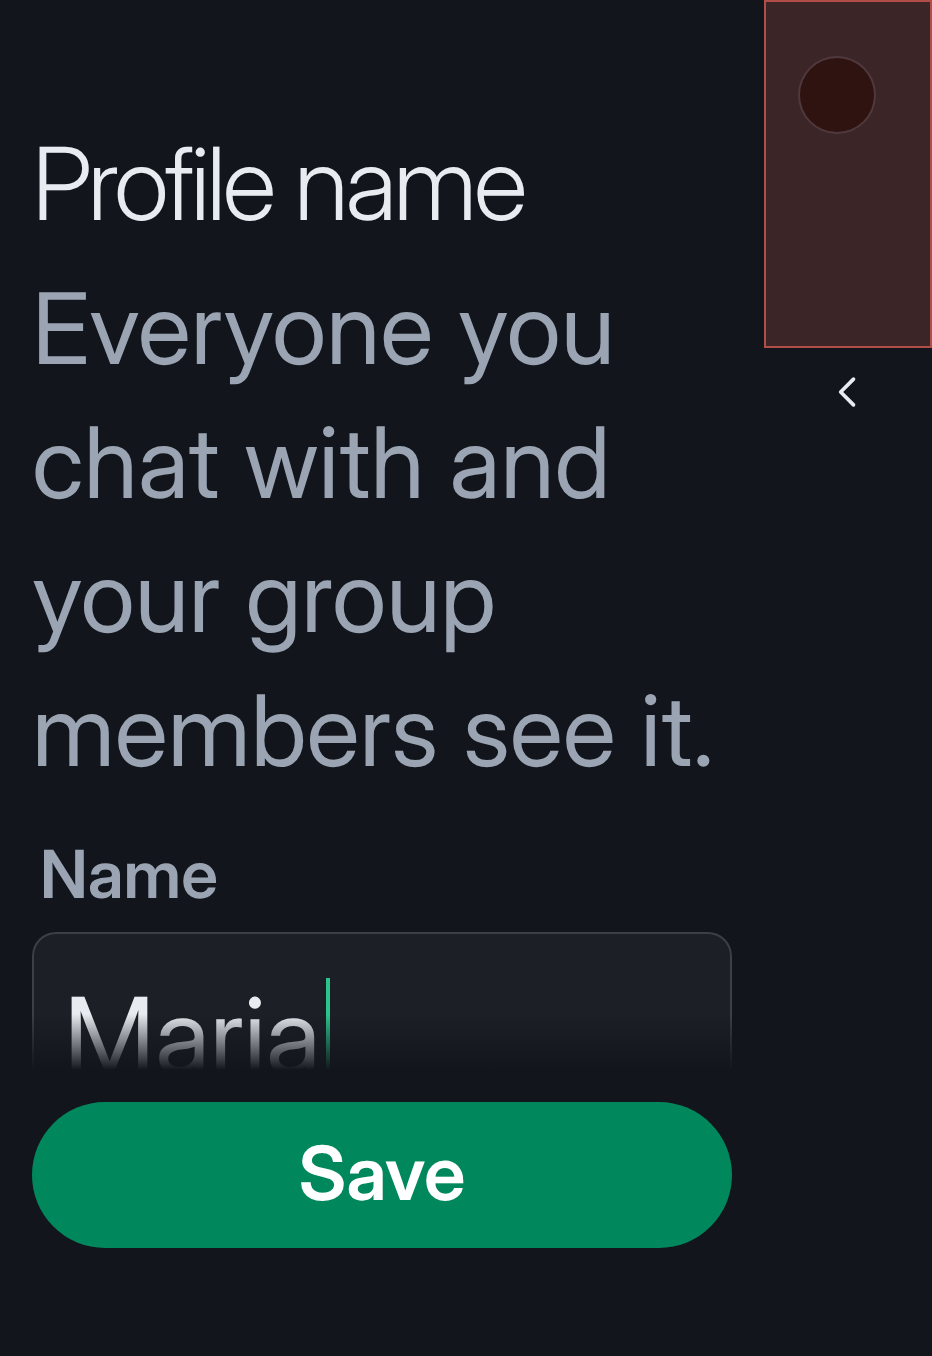 Profile name
Everyone you
chat with and
your group
members see it.
Name
Maria
Save